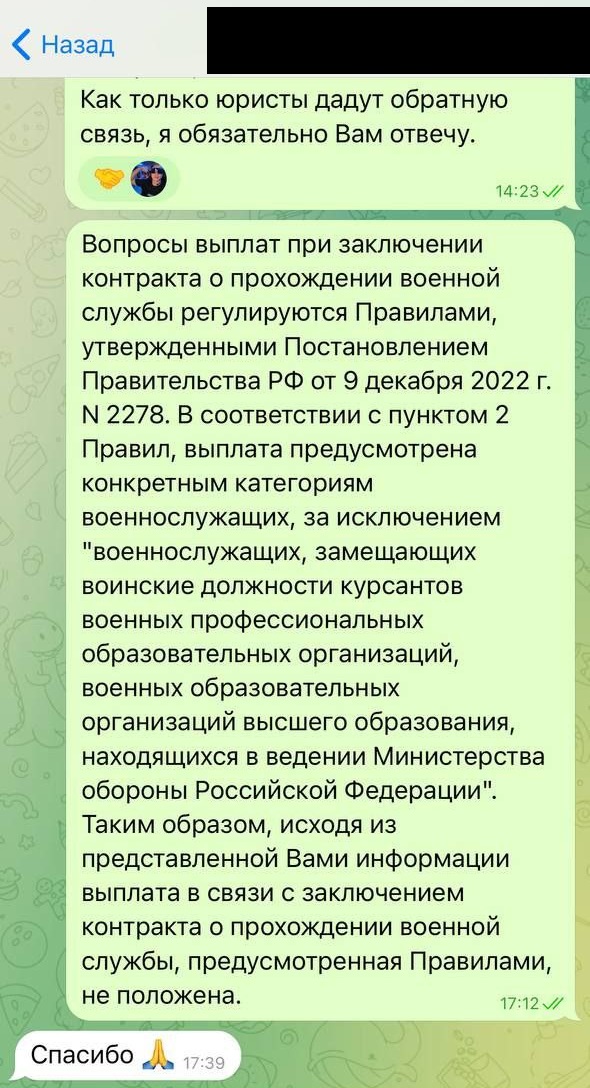 Назад
Как только юристы дадут обратную
связь, я обязательно Вам отвечу.
14:23
Вопросы выплат при заключении
контракта о прохождении военной
службы регулируются Правилами,
утвержденными Постановлением
Правительства РФ от 9 декабря 2022 г.
N 2278. В соответствии с пунктом 2
Правил, выплата предусмотрена
конкретным категориям
военнослужащих, за исключением
"военнослужащих, замещающих
воинские должности курсантов
военных профессиональных
образовательных организаций,
военных образовательных
организаций высшего образования,
находящихся в ведении Министерства
обороны Российской Федерации".
Таким образом, исходя из
представленной Вами информации
выплата в связи с заключением
контракта о прохождении военной
службы, предусмотренная Правилами,
не положена.
17:12
Спасибо 🙏 17:39